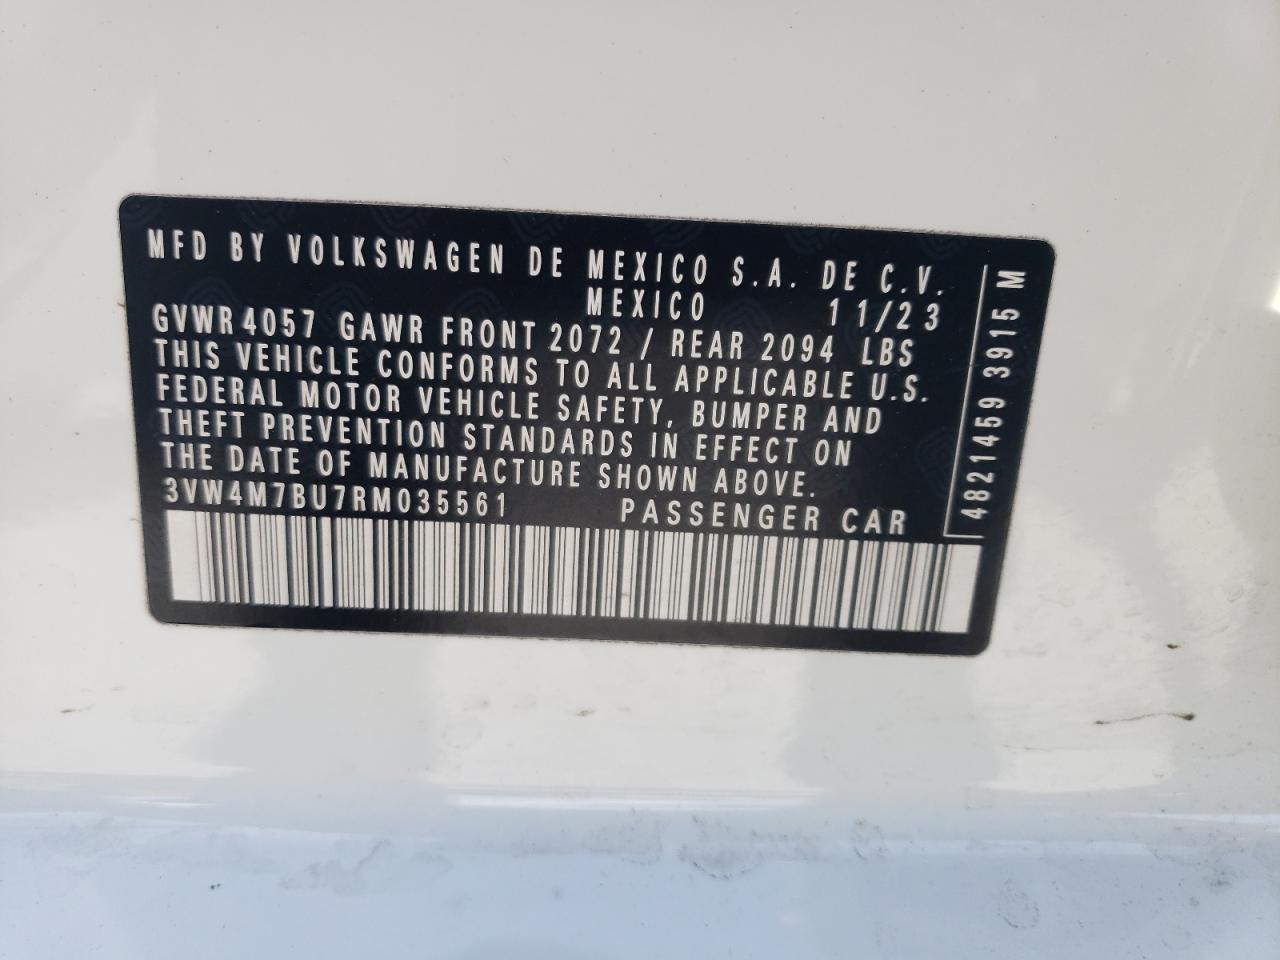 MFD BY VOLKSWAGEN DE MEXICO S.A. DE C.V.
MEXICO 11/23
GVWR 4057 GAWR FRONT 2072 / REAR 2094 LBS
THIS VEHICLE CONFORMS TO ALL APPLICABLE U.S.
FEDERAL MOTOR VEHICLE SAFETY, BUMPER AND
THEFT PREVENTION STANDARDS IN EFFECT ON
THE DATE OF MANUFACTURE SHOWN ABOVE.
3VW4M7BU7RM035561 PASSENGER CAR
4821459 3915 M